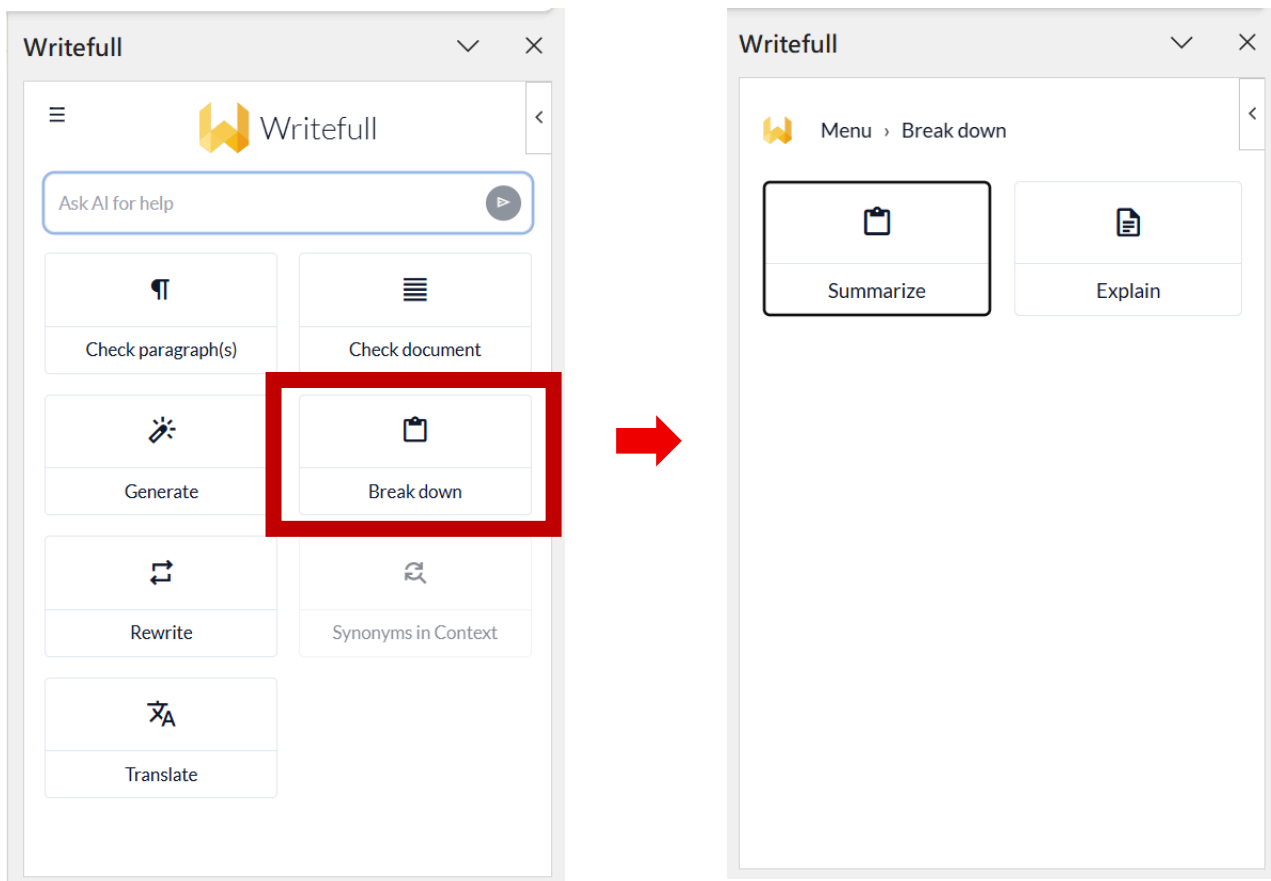 Writefull
Writefull
Ask AI for help
Check paragraph(s)
Check document
Generate
Break down
Rewrite
Synonyms in Context
Translate
Writefull
Menu › Break down
Summarize
Explain